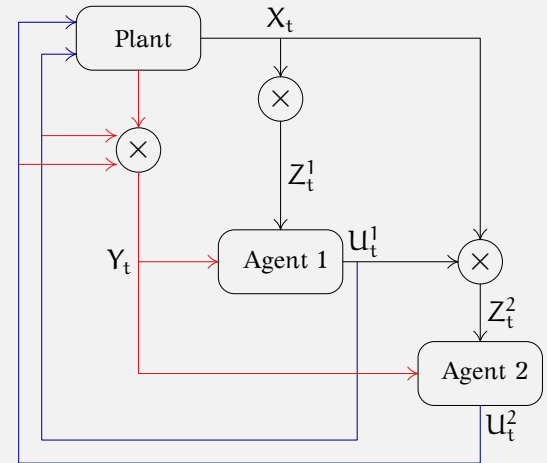 Plant
X_t
×
×
Z_t^1
Y_t
Agent 1
U_t^1
×
Z_t^2
Agent 2
U_t^2